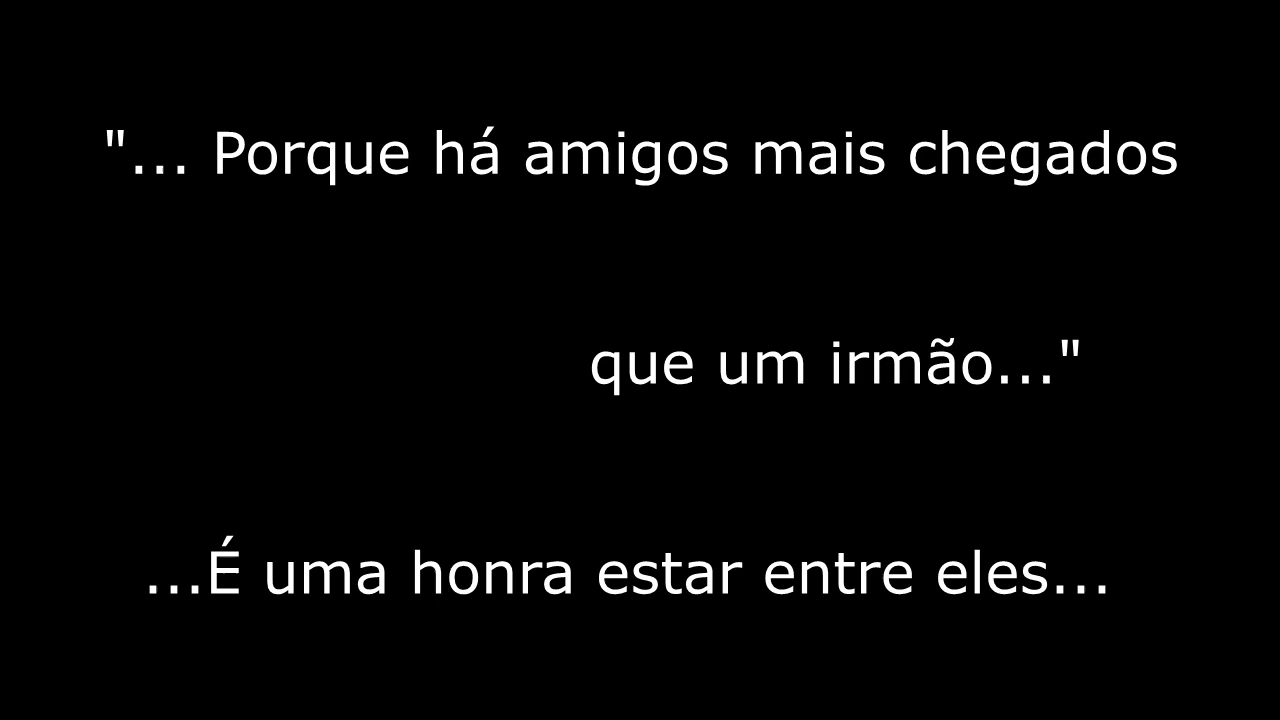 "... Porque há amigos mais chegados
que um irmão..."
...É uma honra estar entre eles...